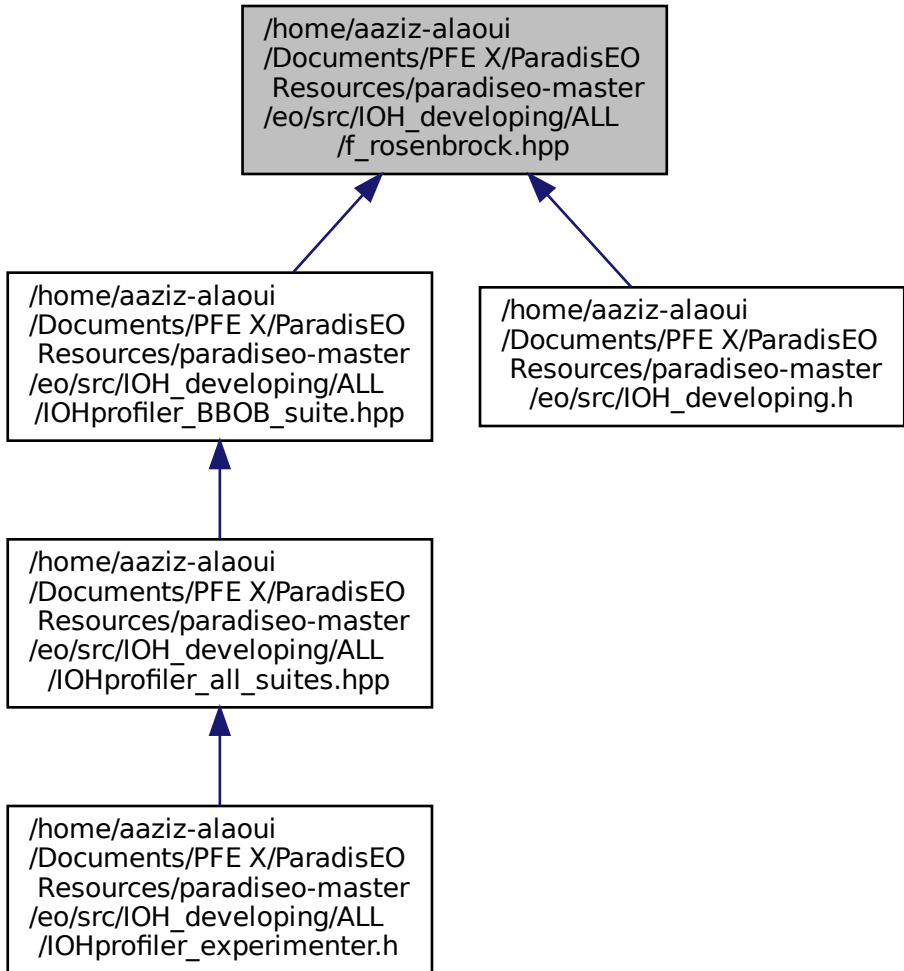 /home/aaziz-alaoui
/Documents/PFE X/ParadisEO
Resources/paradiseo-master
/eo/src/IOH_developing/ALL
/f_rosenbrock.hpp
/home/aaziz-alaoui
/Documents/PFE X/ParadisEO
Resources/paradiseo-master
/eo/src/IOH_developing/ALL
/IOHprofiler_BBOB_suite.hpp
/home/aaziz-alaoui
/Documents/PFE X/ParadisEO
Resources/paradiseo-master
/eo/src/IOH_developing.h
/home/aaziz-alaoui
/Documents/PFE X/ParadisEO
Resources/paradiseo-master
/eo/src/IOH_developing/ALL
/IOHprofiler_all_suites.hpp
/home/aaziz-alaoui
/Documents/PFE X/ParadisEO
Resources/paradiseo-master
/eo/src/IOH_developing/ALL
/IOHprofiler_experimenter.h